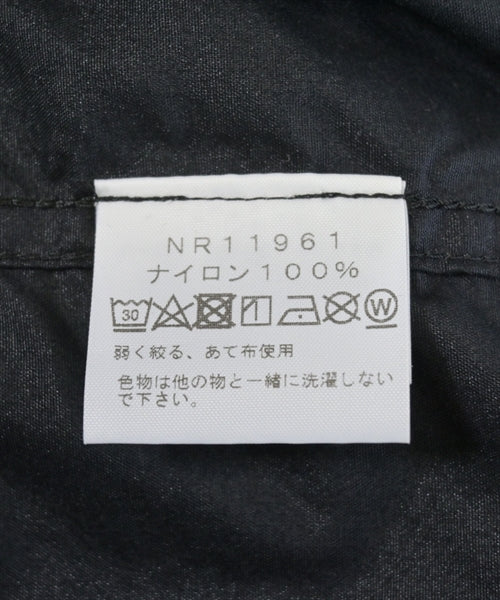 NR11961
ナイロン100%
30 W
弱く絞る、あて布使用
色物は他の物と一緒に洗濯しない
で下さい。